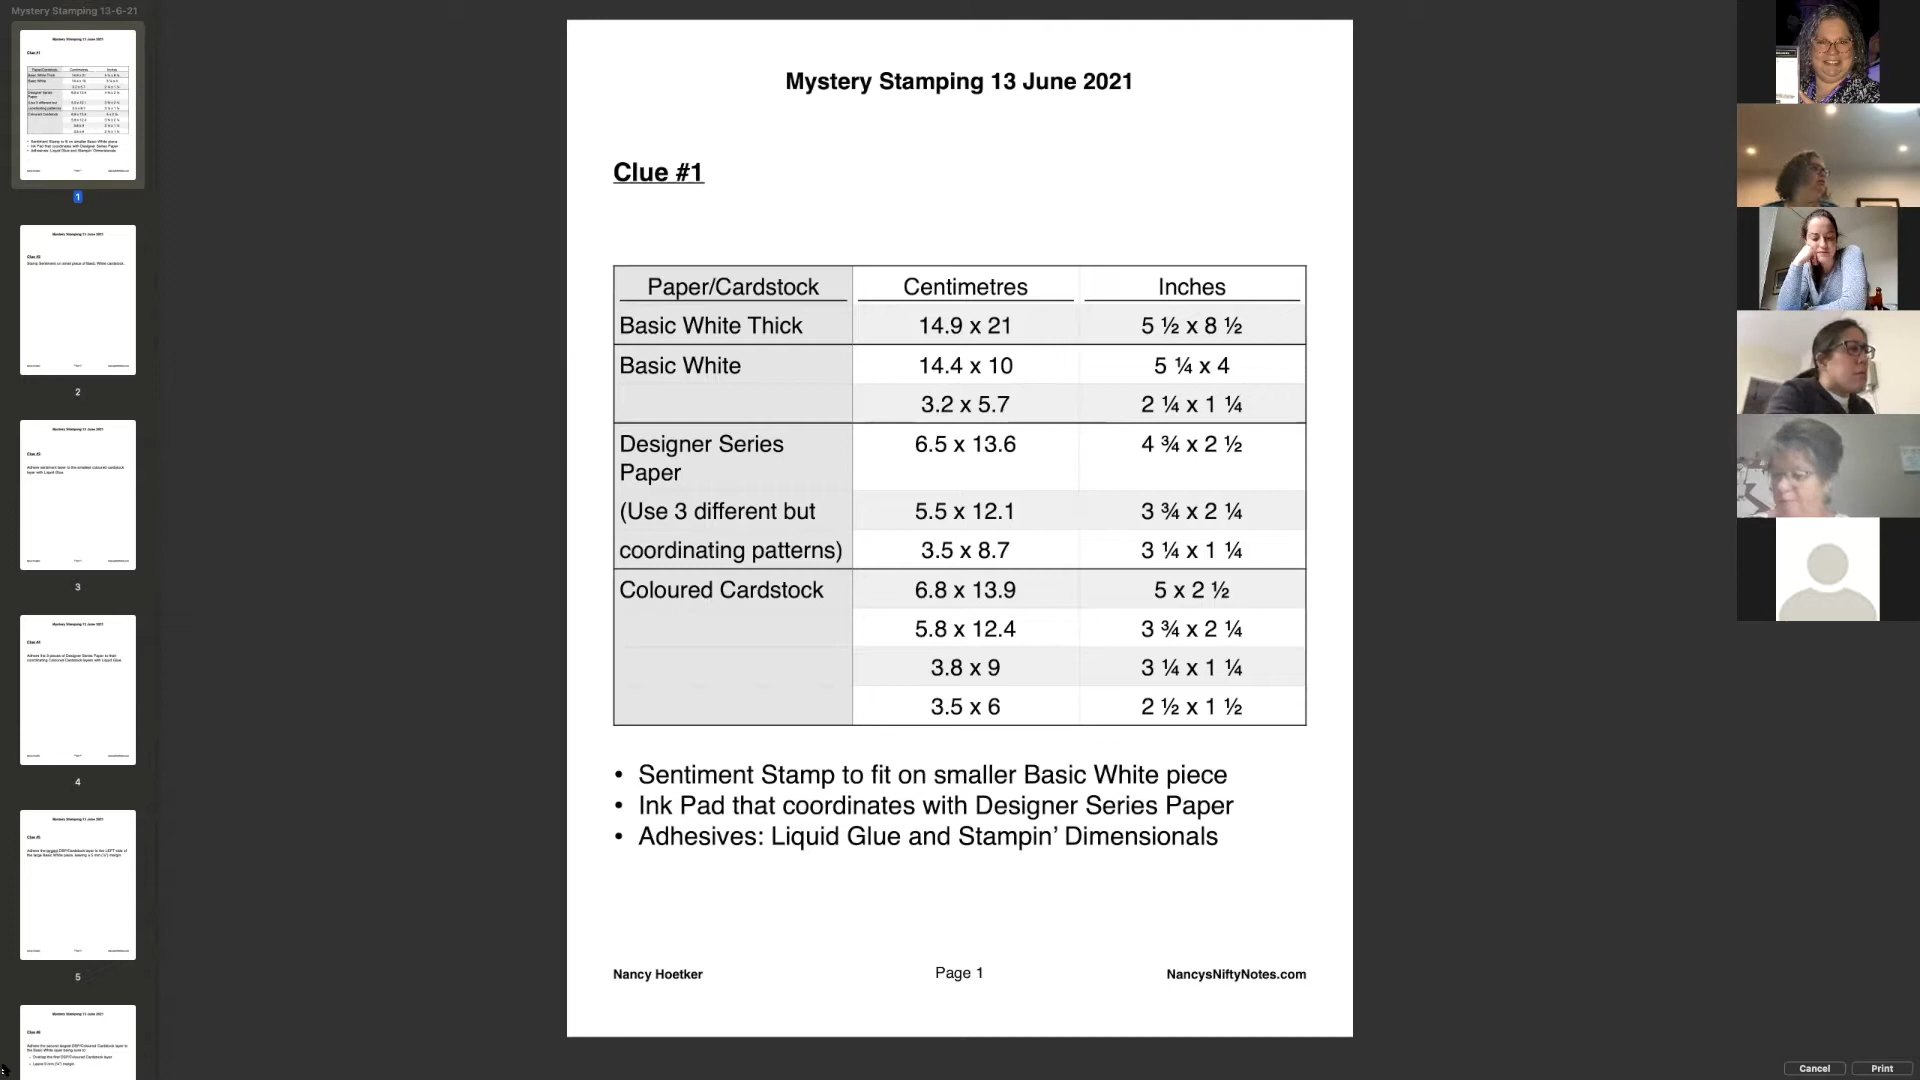 Mystery Stamping 13-6-21
1
2
3
4
5
Mystery Stamping 13 June 2021
Clue #1
Paper/Cardstock Centimetres Inches
Basic White Thick 14.9 x 21 5 ½ x 8 ½
Basic White 14.4 x 10 5 ¼ x 4
3.2 x 5.7 2 ¼ x 1 ¼
Designer Series 6.5 x 13.6 4 ¾ x 2 ½
Paper
(Use 3 different but 5.5 x 12.1 3 ¾ x 2 ¼
coordinating patterns) 3.5 x 8.7 3 ¼ x 1 ¼
Coloured Cardstock 6.8 x 13.9 5 x 2 ½
5.8 x 12.4 3 ¾ x 2 ¼
3.8 x 9 3 ¼ x 1 ¼
3.5 x 6 2 ½ x 1 ½
• Sentiment Stamp to fit on smaller Basic White piece
• Ink Pad that coordinates with Designer Series Paper
• Adhesives: Liquid Glue and Stampin’ Dimensionals
Nancy Hoetker Page 1 NancysNiftyNotes.com
Cancel Print